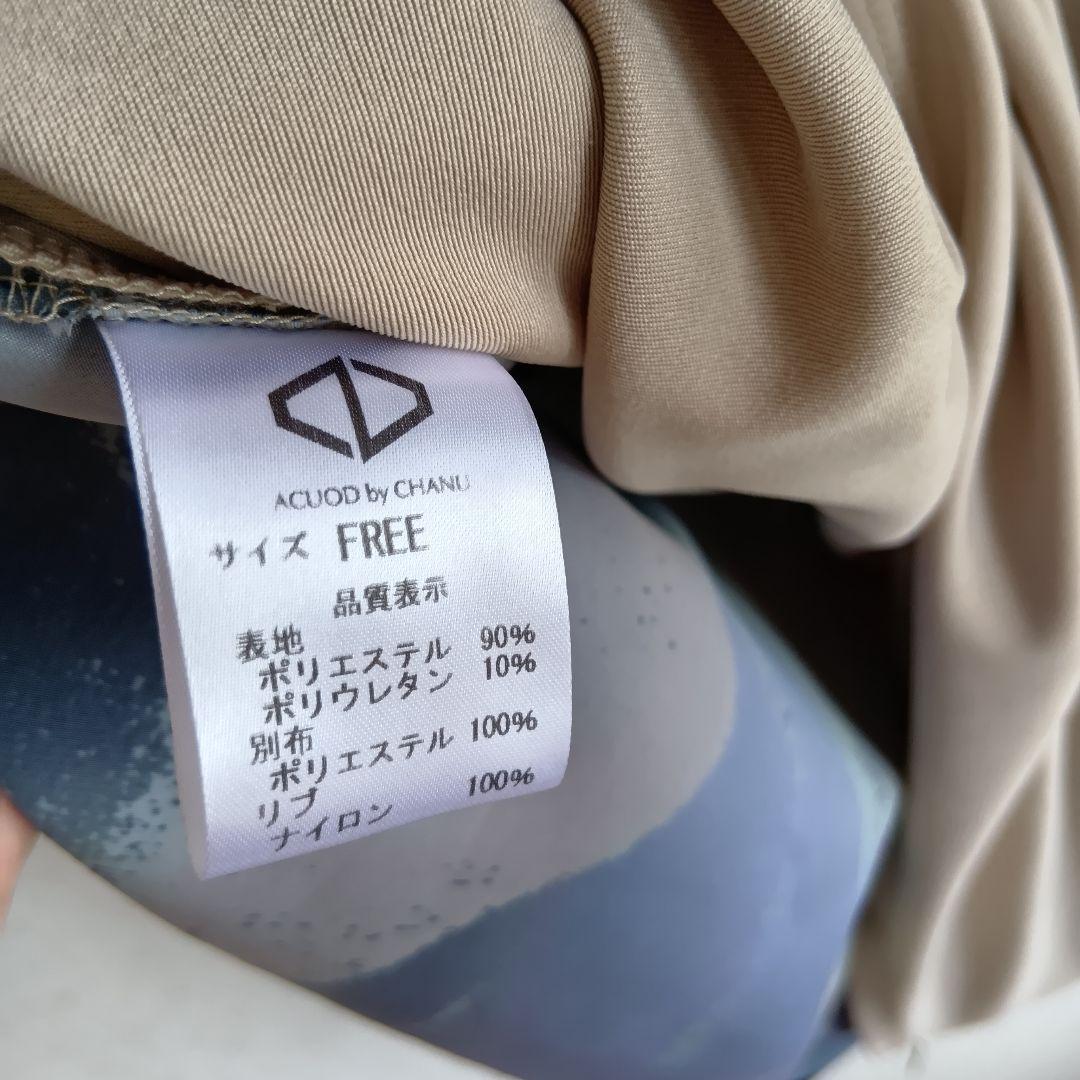 ACUOD by CHANU
サイズ FREE
品質表示
表地
ポリエステル 90%
ポリウレタン 10%
別布
ポリエステル 100%
リブ
ナイロン 100%